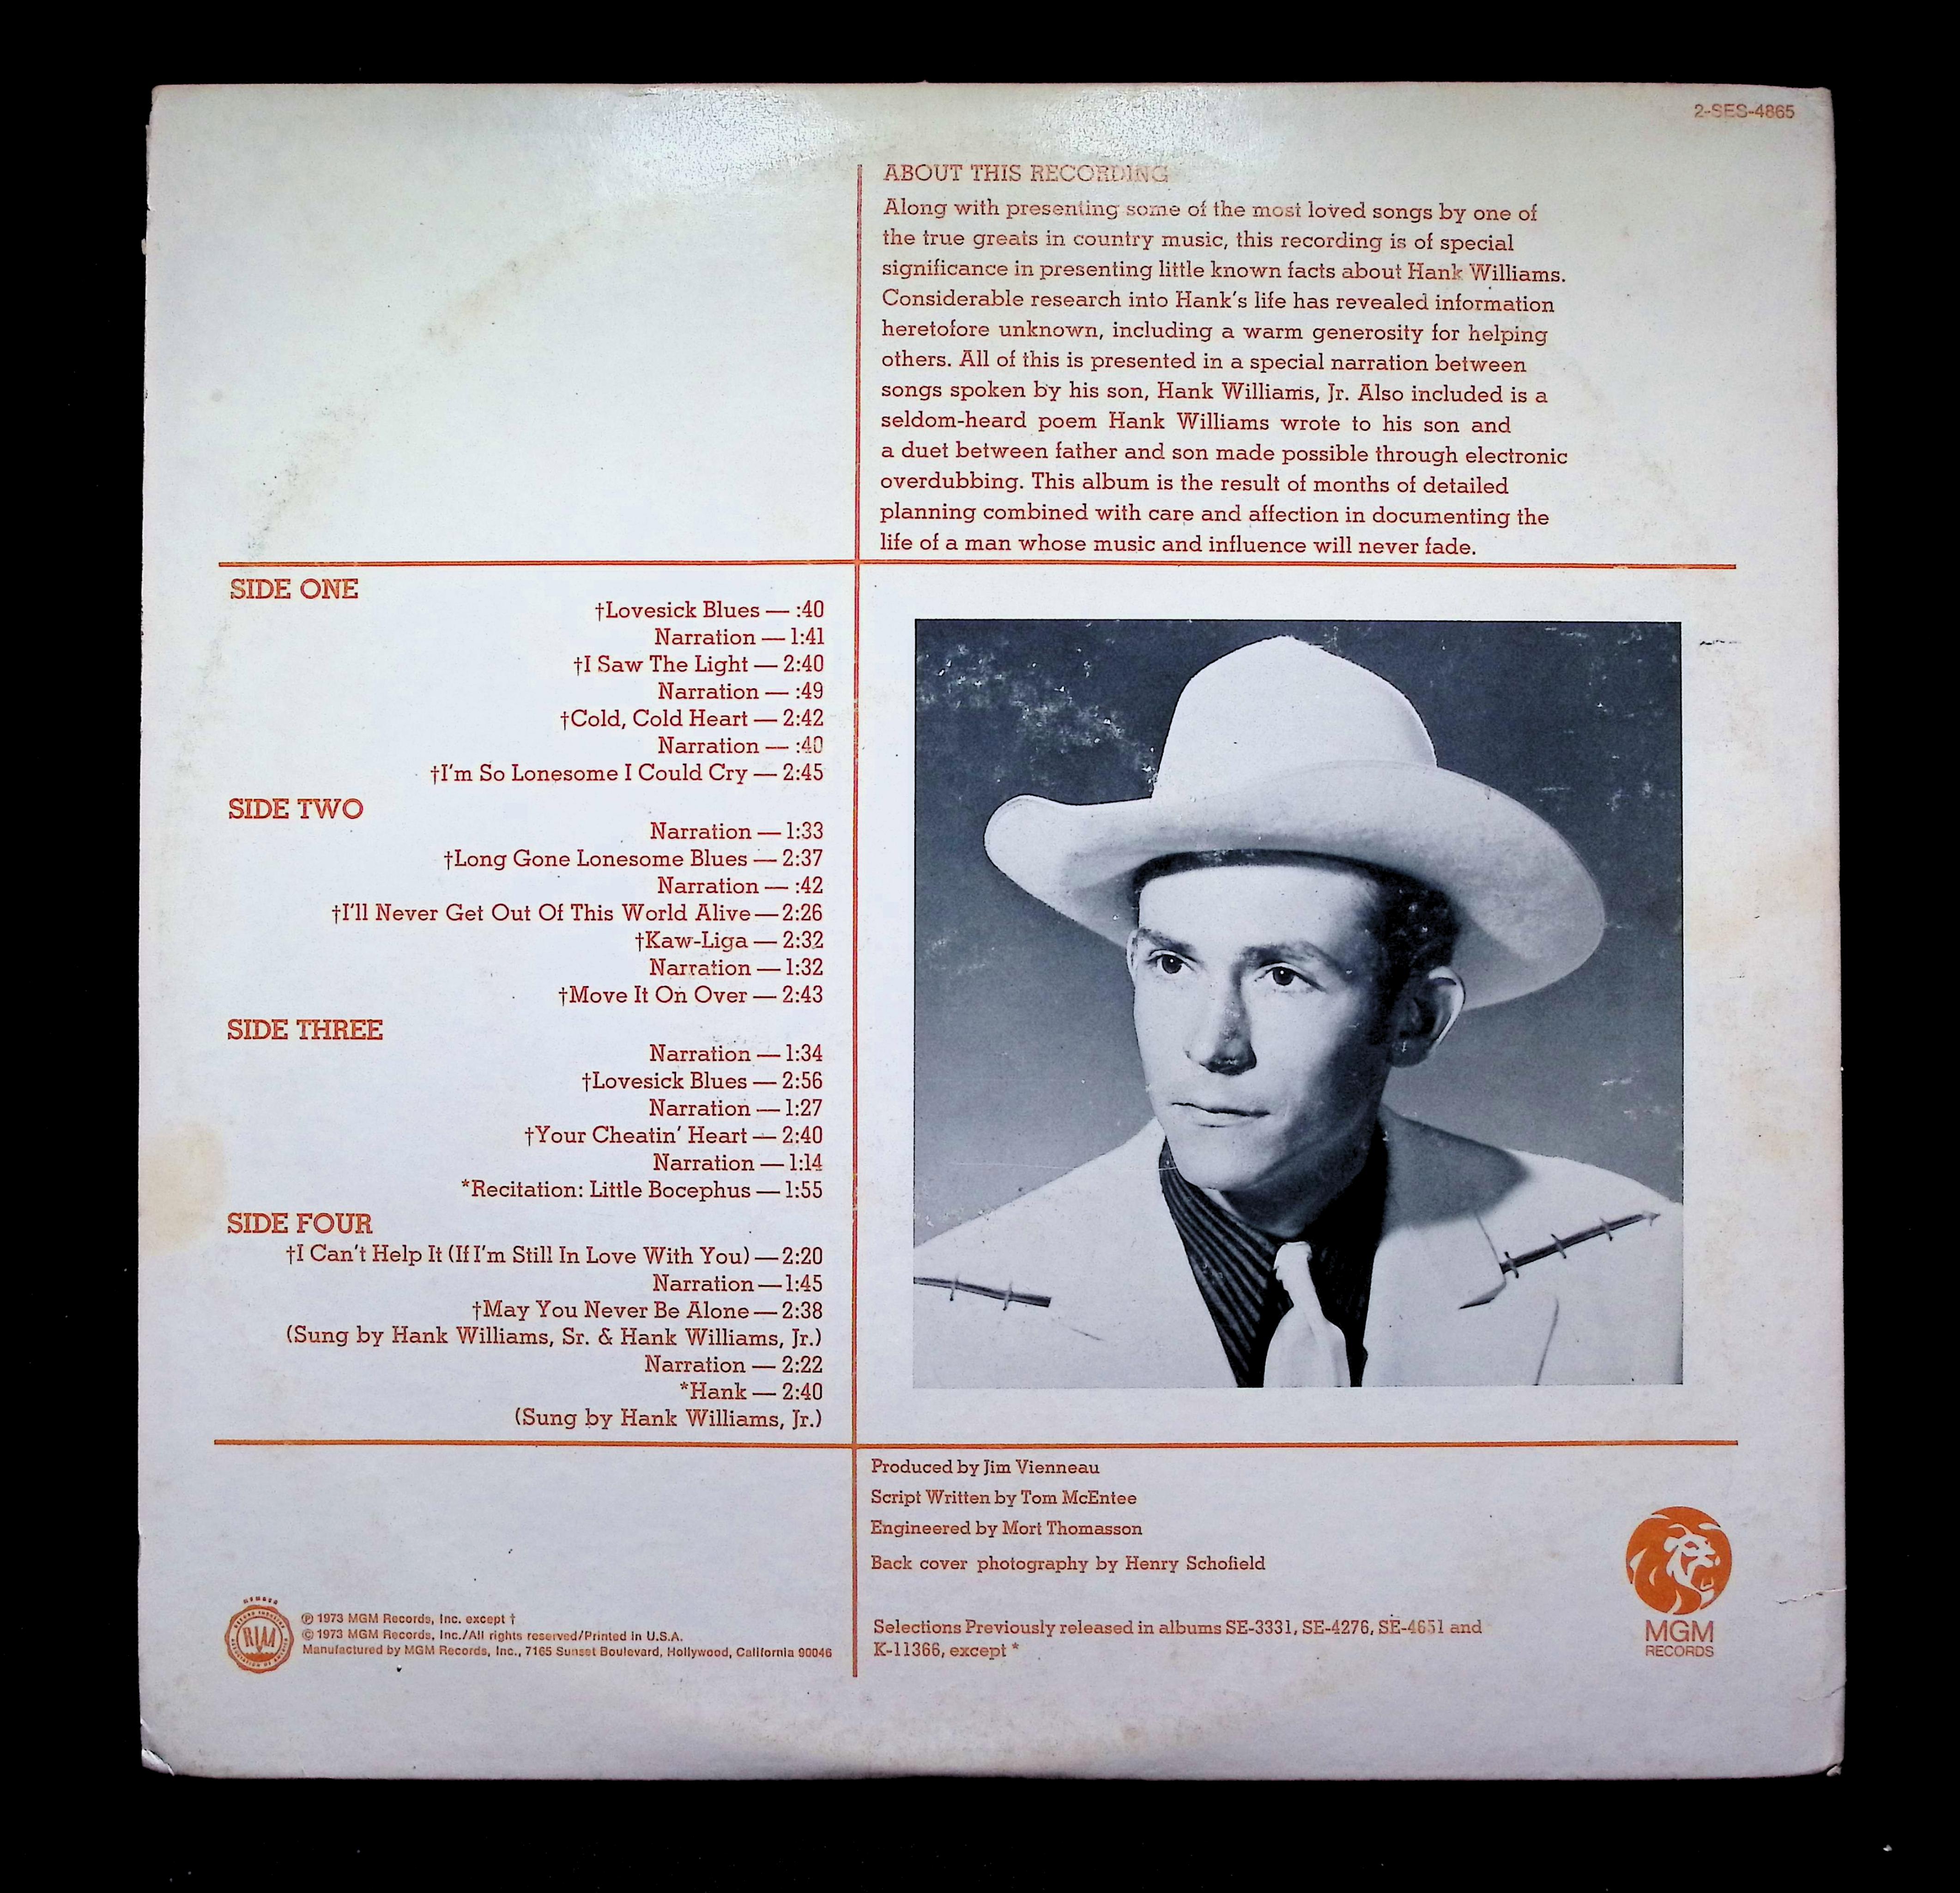 2-SES-4865
ABOUT THIS RECORDING
Along with presenting some of the most loved songs by one of
the true greats in country music, this recording is of special
significance in presenting little known facts about Hank Williams.
Considerable research into Hank's life has revealed information
heretofore unknown, including a warm generosity for helping
others. All of this is presented in a special narration between
songs spoken by his son, Hank Williams, Jr. Also included is a
seldom-heard poem Hank Williams wrote to his son and
a duet between father and son made possible through electronic
overdubbing. This album is the result of months of detailed
planning combined with care and affection in documenting the
life of a man whose music and influence will never fade.
SIDE ONE
†Lovesick Blues — :40
Narration — 1:41
†I Saw The Light — 2:40
Narration — :49
†Cold, Cold Heart — 2:42
Narration — :40
†I'm So Lonesome I Could Cry — 2:45
SIDE TWO
Narration — 1:33
†Long Gone Lonesome Blues — 2:37
Narration — :42
†I'll Never Get Out Of This World Alive — 2:26
†Kaw-Liga — 2:32
Narration — 1:32
†Move It On Over — 2:43
SIDE THREE
Narration — 1:34
†Lovesick Blues — 2:56
Narration — 1:27
†Your Cheatin' Heart — 2:40
Narration — 1:14
*Recitation: Little Bocephus — 1:55
SIDE FOUR
†I Can't Help It (If I'm Still In Love With You) — 2:20
Narration — 1:45
†May You Never Be Alone — 2:38
(Sung by Hank Williams, Sr. & Hank Williams, Jr.)
Narration — 2:22
*Hank — 2:40
(Sung by Hank Williams, Jr.)
Produced by Jim Vienneau
Script Written by Tom McEntee
Engineered by Mort Thomasson
Back cover photography by Henry Schofield
Selections Previously released in albums SE-3331, SE-4276, SE-4651 and
K-11366, except *
MGM
RECORDS
MEMBER
RECORDING INDUSTRY
RIAA
ASSOCIATION OF AMERICA
℗ 1973 MGM Records, Inc. except †
© 1973 MGM Records, Inc./All rights reserved/Printed in U.S.A.
Manufactured by MGM Records, Inc., 7165 Sunset Boulevard, Hollywood, California 90046